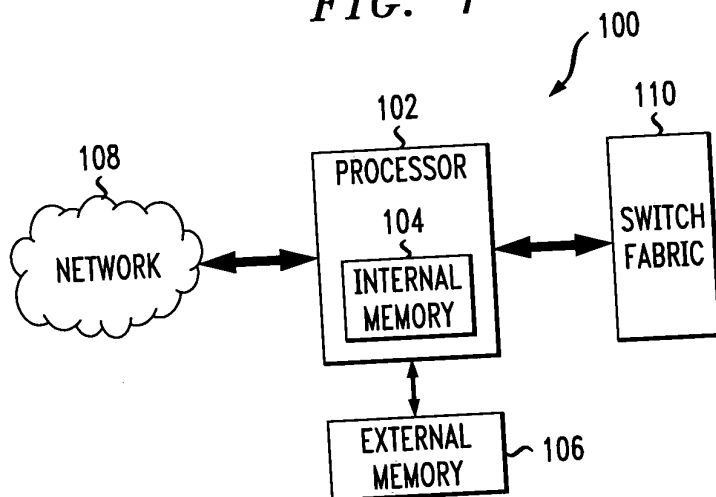 FIG. 1
100
102
110
108
PROCESSOR
104
SWITCH
FABRIC
NETWORK
INTERNAL
MEMORY
EXTERNAL
MEMORY
106